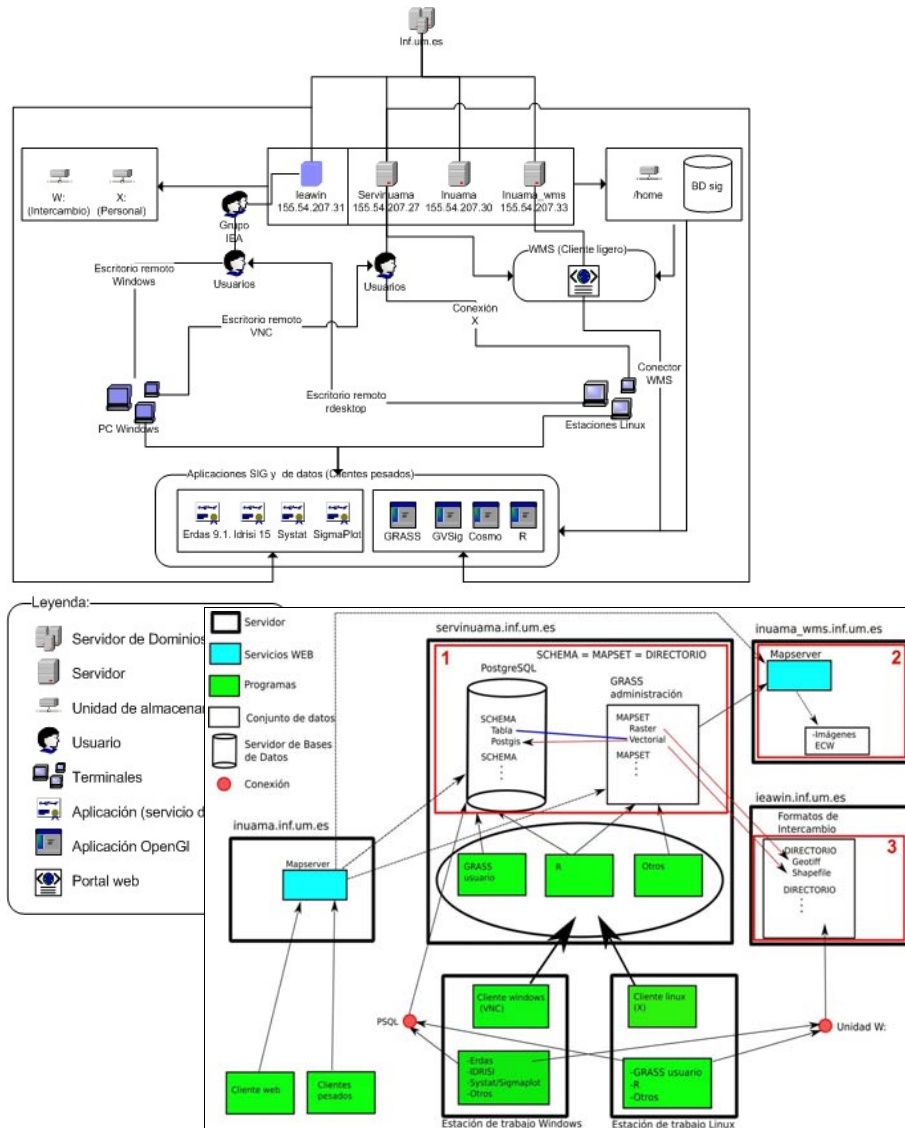 Inf.um.es
W:
(Intercambio)
X:
(Personal)
Ieawin
155.54.207.31
Servinuama
155.54.207.27
Inuama
155.54.207.30
Inuama_wms
155.54.207.33
/home
BD sig
Grupo
IEA
Usuarios
Usuarios
WMS (Cliente ligero)
Escritorio remoto
Windows
Escritorio remoto
VNC
Conexión
X
Conector
WMS
Escritorio remoto
rdesktop
PC Windows
Estaciones Linux
Aplicaciones SIG y de datos (Clientes pesados)
Erdas 9.1.
Idrisi 15
Systat
SigmaPlot
GRASS
GVSig
Cosmo
R
Leyenda:
Servidor de Dominios
Servidor
Unidad de almacenar
Usuario
Terminales
Aplicación (servicio d
Aplicación OpenGl
Portal web
Servidor
Servicios WEB
Programas
Conjunto de datos
Servidor de Bases
de Datos
Conexión
servinuama.inf.um.es
1
SCHEMA = MAPSET = DIRECTORIO
PostgreSQL
SCHEMA
Tabla
Postgis
SCHEMA
GRASS
administración
MAPSET
Raster
Vectorial
MAPSET
inuama_wms.inf.um.es
Mapserver
2
-Imágenes
ECW
ieawin.inf.um.es
Formatos de
Intercambio
3
DIRECTORIO
Geotiff
Shapefile
DIRECTORIO
inuama.inf.um.es
Mapserver
GRASS
usuario
R
Otros
Cliente windows
(VNC)
Cliente linux
(X)
PSQL
Unidad W:
-Erdas
-IDRISI
-Systat/Sigmaplot
-Otros
-GRASS usuario
-R
-Otros
Cliente web
Clientes
pesados
Estación de trabajo Windows
Estación de trabajo Linux